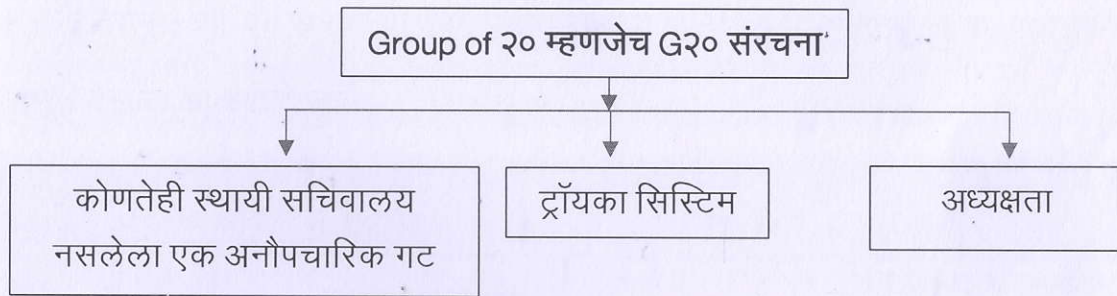 Group of २० म्हणजेच G२० संरचना'
कोणतेही स्थायी सचिवालय
नसलेला एक अनौपचारिक गट
ट्रॉयका सिस्टिम
अध्यक्षता